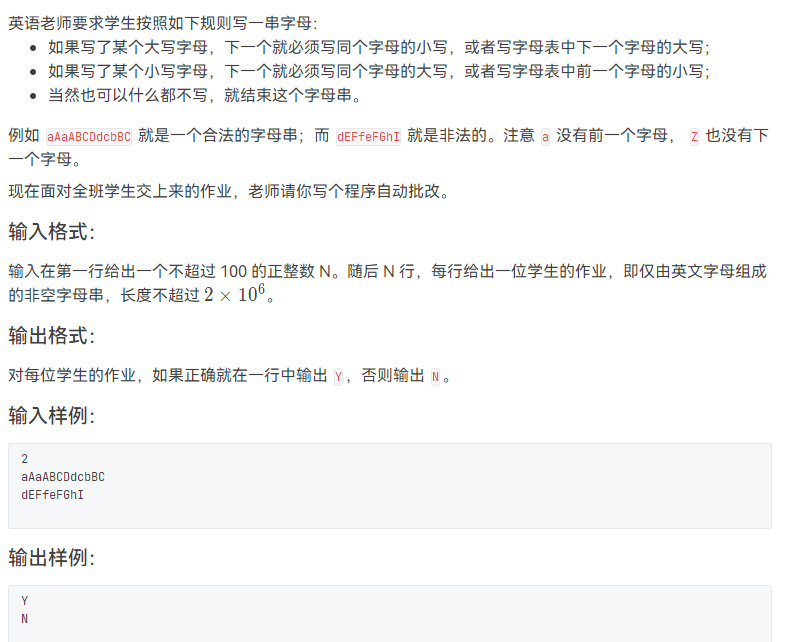 英语老师要求学生按照如下规则写一串字母：
• 如果写了某个大写字母，下一个就必须写同个字母的小写，或者写字母表中下一个字母的大写；
• 如果写了某个小写字母，下一个就必须写同个字母的大写，或者写字母表中前一个字母的小写；
• 当然也可以什么都不写，就结束这个字母串。
例如 aAaABCDdcbBC 就是一个合法的字母串；而 dEFfeFGhI 就是非法的。注意 a 没有前一个字母， Z 也没有下
一个字母。
现在面对全班学生交上来的作业，老师请你写个程序自动批改。
输入格式：
输入在第一行给出一个不超过 100 的正整数 N。随后 N 行，每行给出一位学生的作业，即仅由英文字母组成
的非空字母串，长度不超过 2 × 10⁶。
输出格式：
对每位学生的作业，如果正确就在一行中输出 Y，否则输出 N 。
输入样例：
2
aAaABCDdcbBC
dEFfeFGhI
输出样例：
Y
N